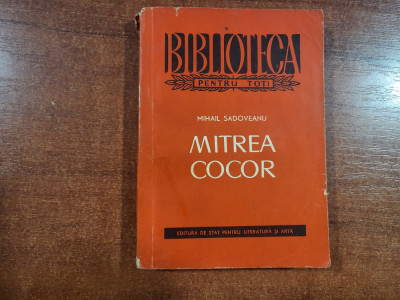 BIBLIOTECA
PENTRU TOȚI
MIHAIL SADOVEANU
MITREA
COCOR
EDITURA DE STAT PENTRU LITERATURĂ ȘI ARTĂ